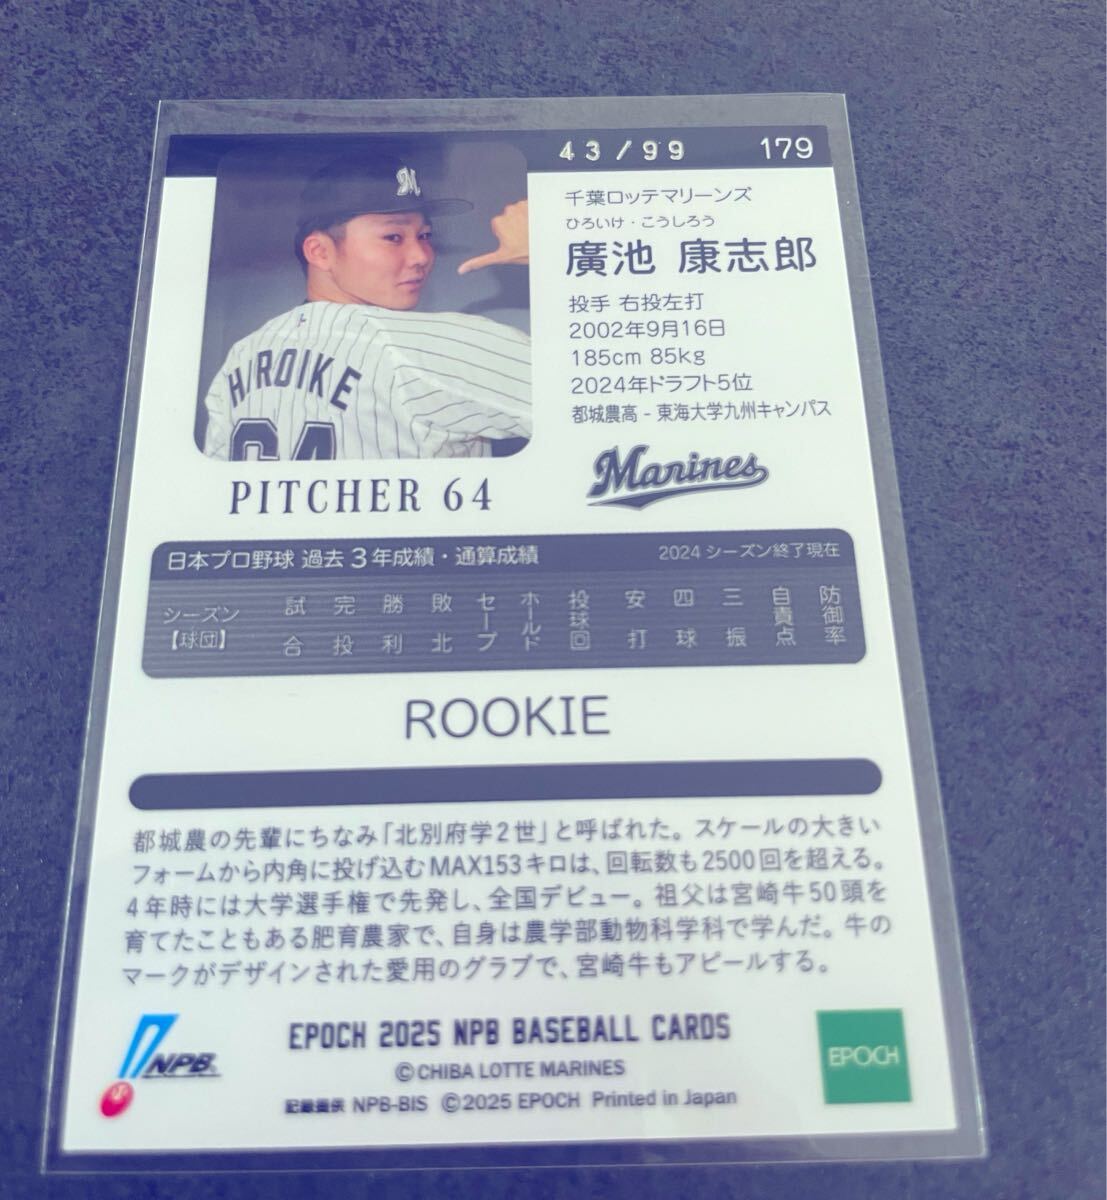 43/99 179
M
千葉ロッテマリーンズ
ひろいけ・こうしろう
廣池 康志郎
投手 右投左打
2002年9月16日
185cm 85kg
2024年ドラフト5位
都城農高 - 東海大学九州キャンパス
HIROIKE
64
Marines
PITCHER 64
日本プロ野球 過去3年成績・通算成績 2024 シーズン終了現在
シーズン【球団】 試合 完投 勝利 敗北 セーブ ホールド 投球回 安打 四球 三振 自責点 防御率
ROOKIE
都城農の先輩にちなみ「北別府学2世」と呼ばれた。スケールの大きい
フォームから内角に投げ込むMAX153キロは、回転数も2500回を超える。
4年時には大学選手権で先発し、全国デビュー。祖父は宮崎牛50頭を
育てたこともある肥育農家で、自身は農学部動物科学科で学んだ。牛の
マークがデザインされた愛用のグラブで、宮崎牛もアピールする。
NPB
EPOCH 2025 NPB BASEBALL CARDS
©CHIBA LOTTE MARINES
記録提供 NPB-BIS ©2025 EPOCH Printed in Japan
EPOCH